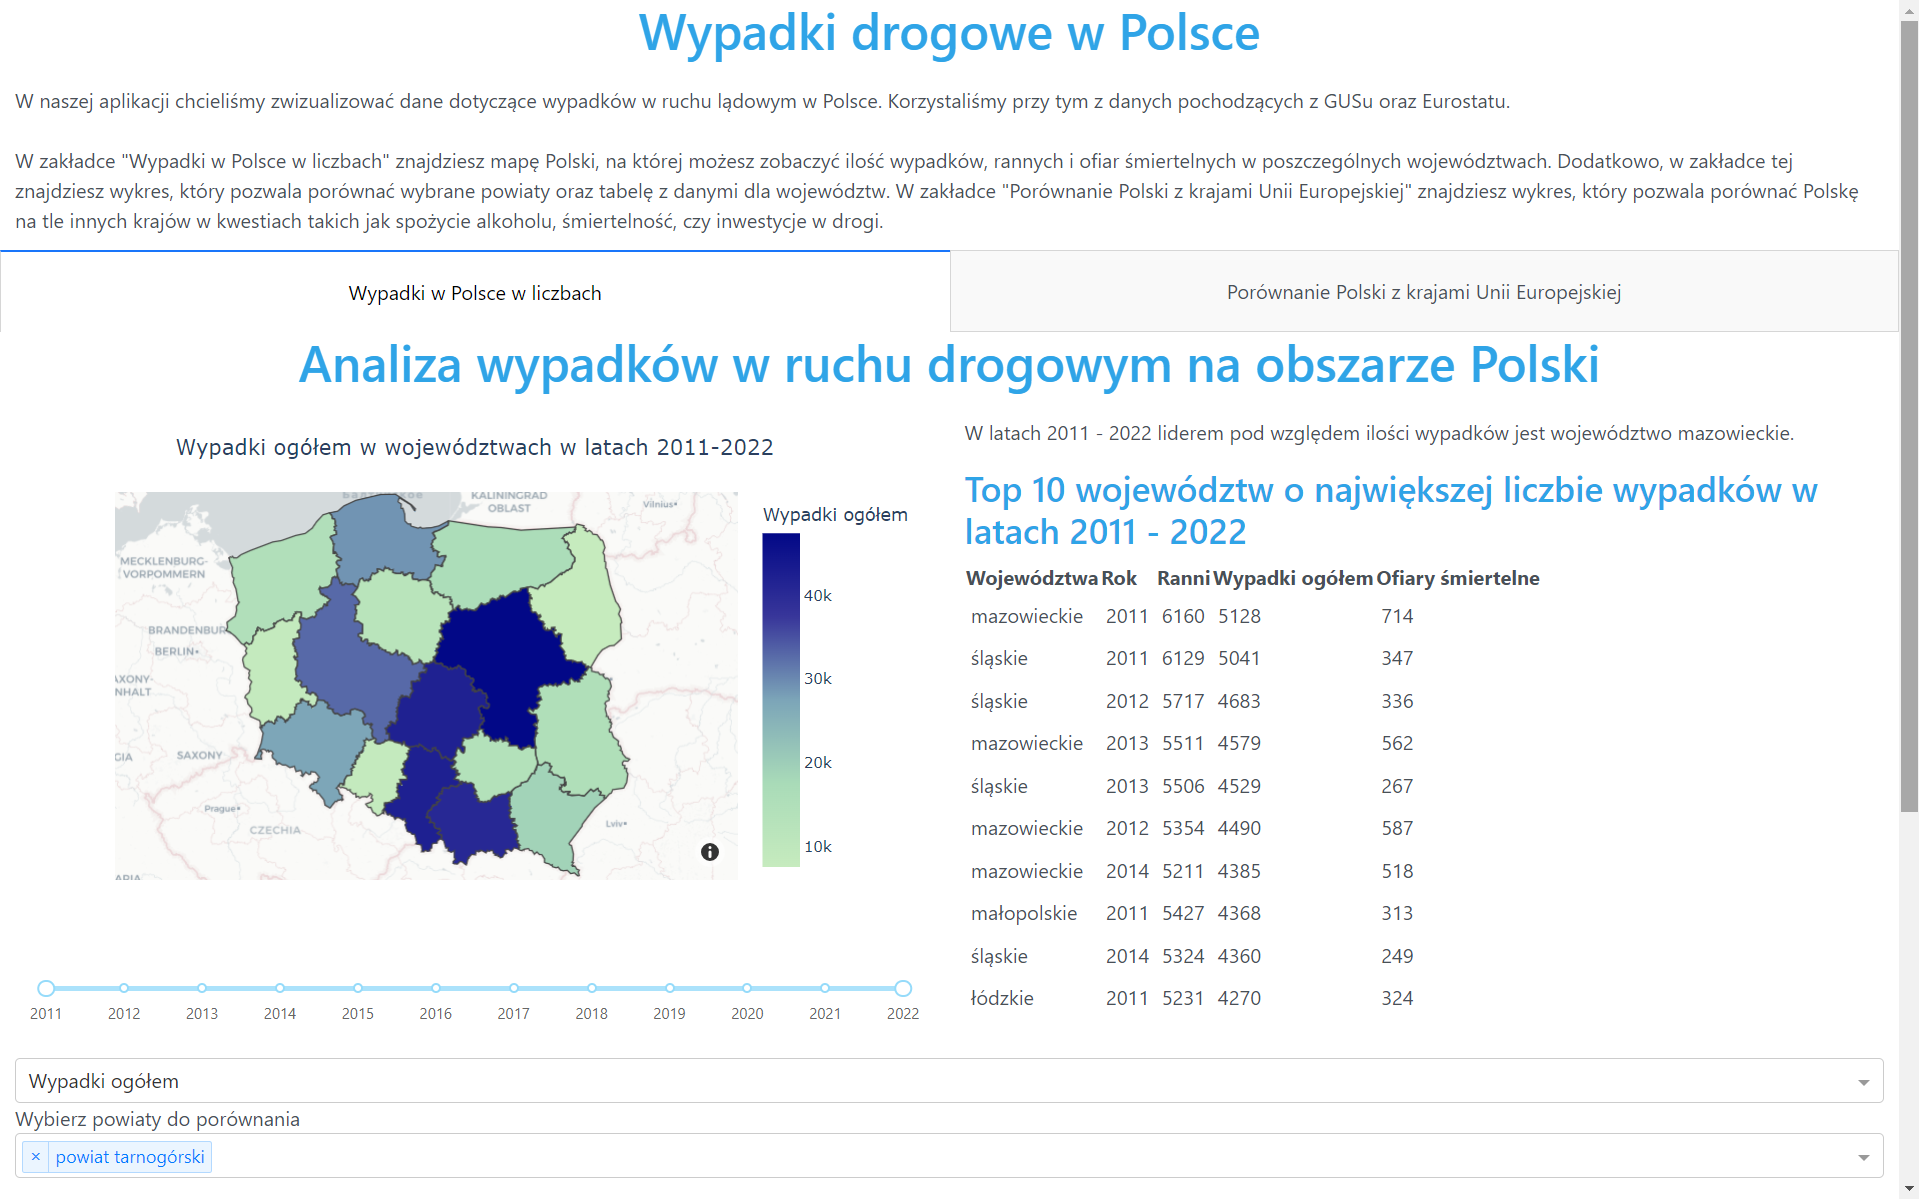 Wypadki drogowe w Polsce
W naszej aplikacji chcieliśmy zwizualizować dane dotyczące wypadków w ruchu lądowym w Polsce. Korzystaliśmy przy tym z danych pochodzących z GUSu oraz Eurostatu.
W zakładce "Wypadki w Polsce w liczbach" znajdziesz mapę Polski, na której możesz zobaczyć ilość wypadków, rannych i ofiar śmiertelnych w poszczególnych województwach. Dodatkowo, w zakładce tej
znajdziesz wykres, który pozwala porównać wybrane powiaty oraz tabelę z danymi dla województw. W zakładce "Porównanie Polski z krajami Unii Europejskiej" znajdziesz wykres, który pozwala porównać Polskę
na tle innych krajów w kwestiach takich jak spożycie alkoholu, śmiertelność, czy inwestycje w drogi.
Wypadki w Polsce w liczbach
Porównanie Polski z krajami Unii Europejskiej
Analiza wypadków w ruchu drogowym na obszarze Polski
Wypadki ogółem w województwach w latach 2011-2022
KALININGRAD
OBLAST
Vilnius
MECKLENBURG-
VORPOMMERN
BRANDENBUR
BERLIN
AXONY-
NHALT
GIA
SAXONY
Prague
CZECHIA
Lviv
Wypadki ogółem
40k
30k
20k
10k
2011 2012 2013 2014 2015 2016 2017 2018 2019 2020 2021 2022
W latach 2011 - 2022 liderem pod względem ilości wypadków jest województwo mazowieckie.
Top 10 województw o największej liczbie wypadków w
latach 2011 - 2022
Województwa Rok Ranni Wypadki ogółem Ofiary śmiertelne
mazowieckie 2011 6160 5128 714
śląskie 2011 6129 5041 347
śląskie 2012 5717 4683 336
mazowieckie 2013 5511 4579 562
śląskie 2013 5506 4529 267
mazowieckie 2012 5354 4490 587
mazowieckie 2014 5211 4385 518
małopolskie 2011 5427 4368 313
śląskie 2014 5324 4360 249
łódzkie 2011 5231 4270 324
Wypadki ogółem
Wybierz powiaty do porównania
× powiat tarnogórski